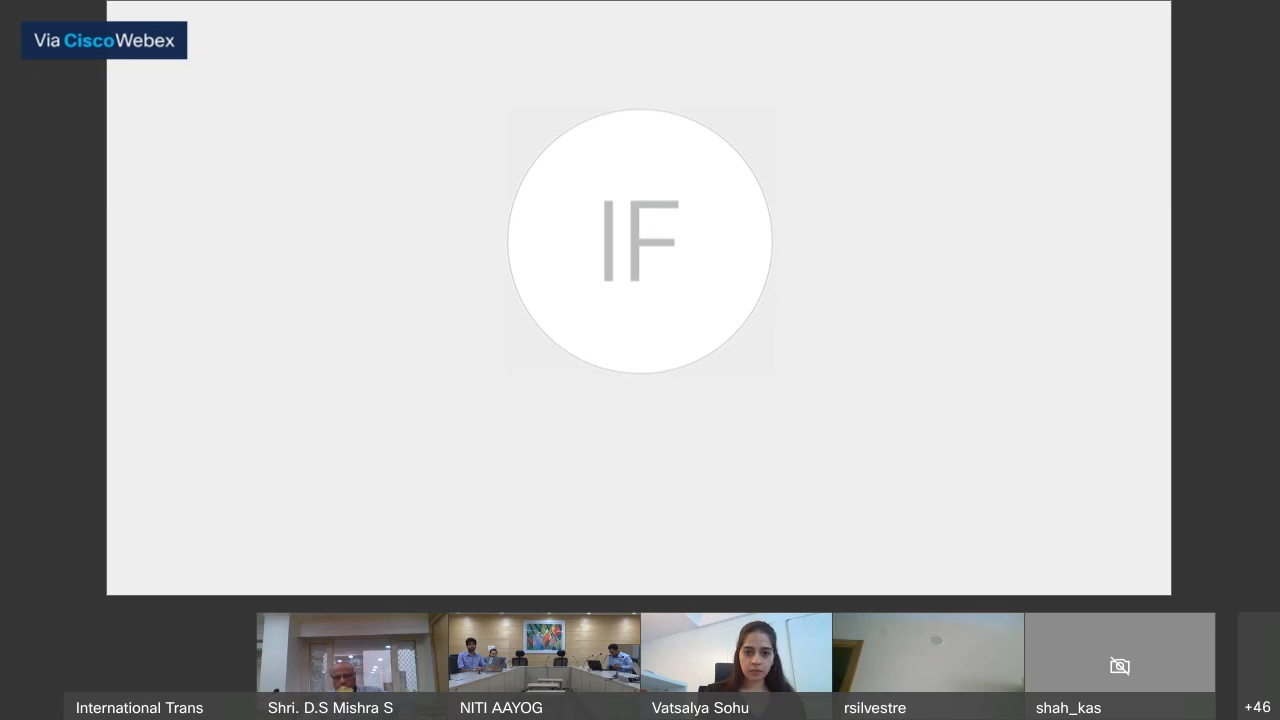 Via CiscoWebex
IF
International Trans
Shri. D.S Mishra S
NITI AAYOG
Vatsalya Sohu
rsilvestre
shah_kas
+46